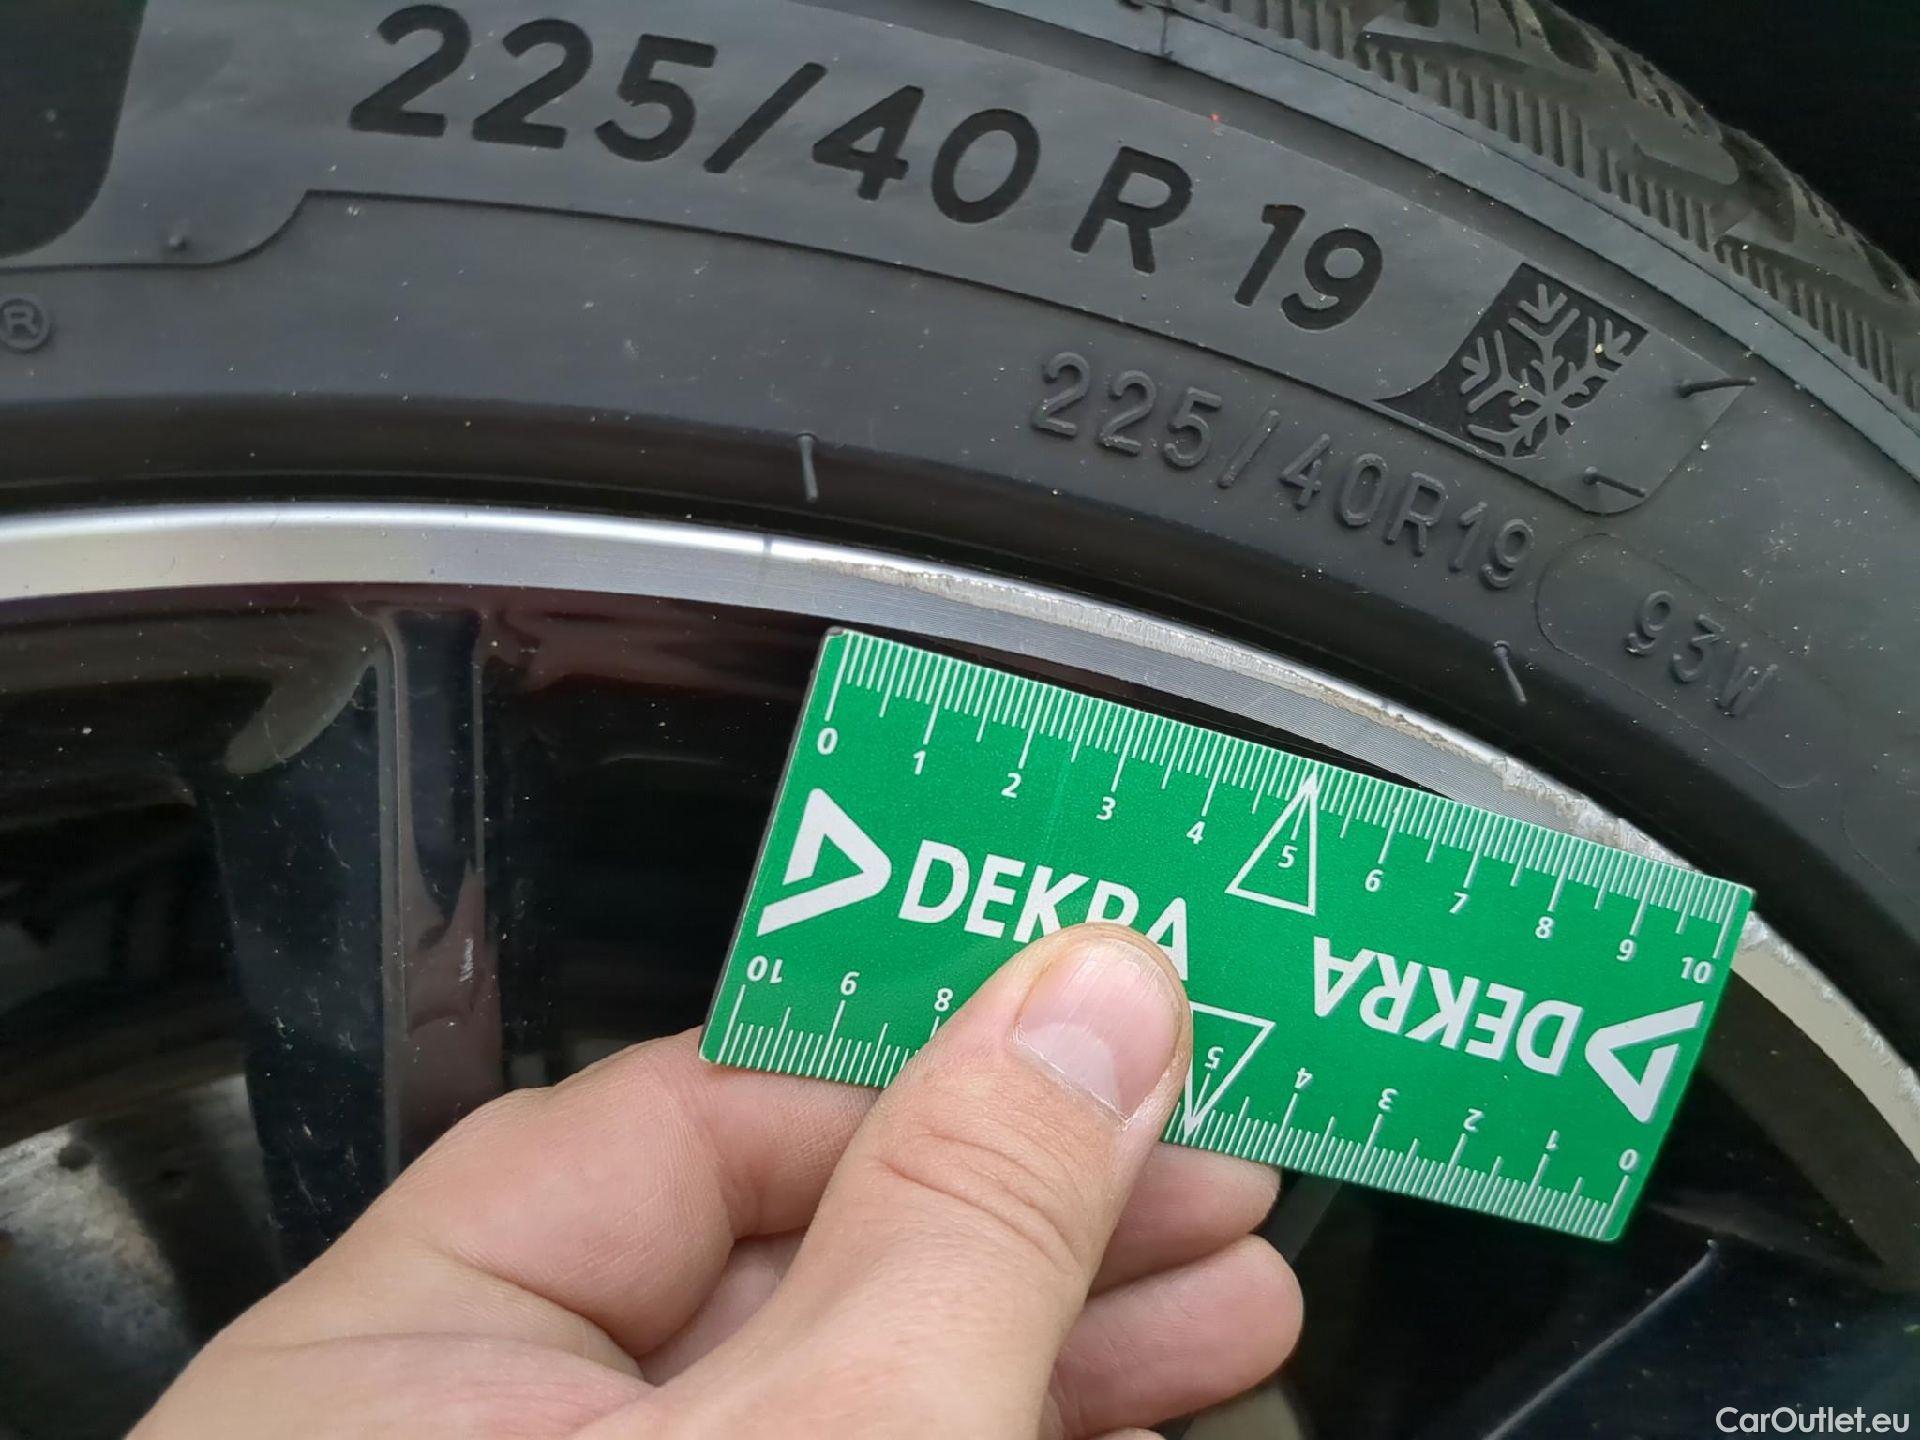 225/40 R 19
®
225/40R19
93W
0 1 2 3 4 5 6 7 8 9 10
DEKRA
DEKRA
10 9 8 5 4 3 2 1 0
CarOutlet.eu